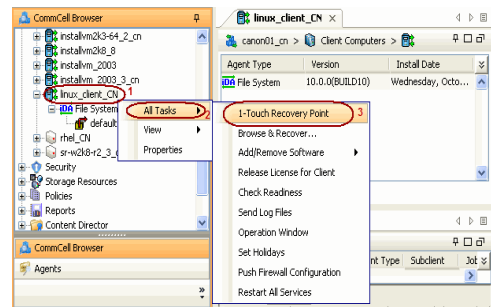 CommCell Browser
installvm2k3-64_2_cn
installvm2k8_8
installvm_2003
installvm_2003_3_cn
linux_client_CN
1
iDA File System
default
rhel_CN
sr-w2k8-r2_3_
Security
Storage Resources
Policies
Reports
Content Director
CommCell Browser
Agents
All Tasks
2
View
Properties
linux_client_CN
canon01_cn > Client Computers >
Agent Type Version Install Date
iDA File System 10.0.0(BUILD10) Wednesday, Octo...
1-Touch Recovery Point
3
Browse & Recover...
Add/Remove Software
Release License for Client
Check Readiness
Send Log Files
Operation Window
Set Holidays
Push Firewall Configuration
Restart All Services
nt Type Subclient Job